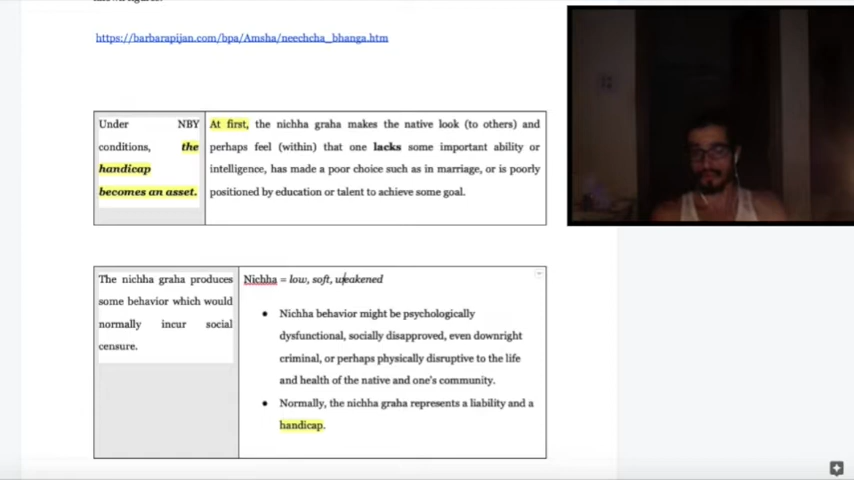 https://barbarapijan.com/bpa/Amsha/neechcha_bhanga.htm
Under NBY
conditions, the
handicap
becomes an asset.
At first, the nichha graha makes the native look (to others) and
perhaps feel (within) that one lacks some important ability or
intelligence, has made a poor choice such as in marriage, or is poorly
positioned by education or talent to achieve some goal.
The nichha graha produces
some behavior which would
normally incur social
censure.
Nichha = low, soft, weakened
● Nichha behavior might be psychologically
dysfunctional, socially disapproved, even downright
criminal, or perhaps physically disruptive to the life
and health of the native and one's community.
● Normally, the nichha graha represents a liability and a
handicap.